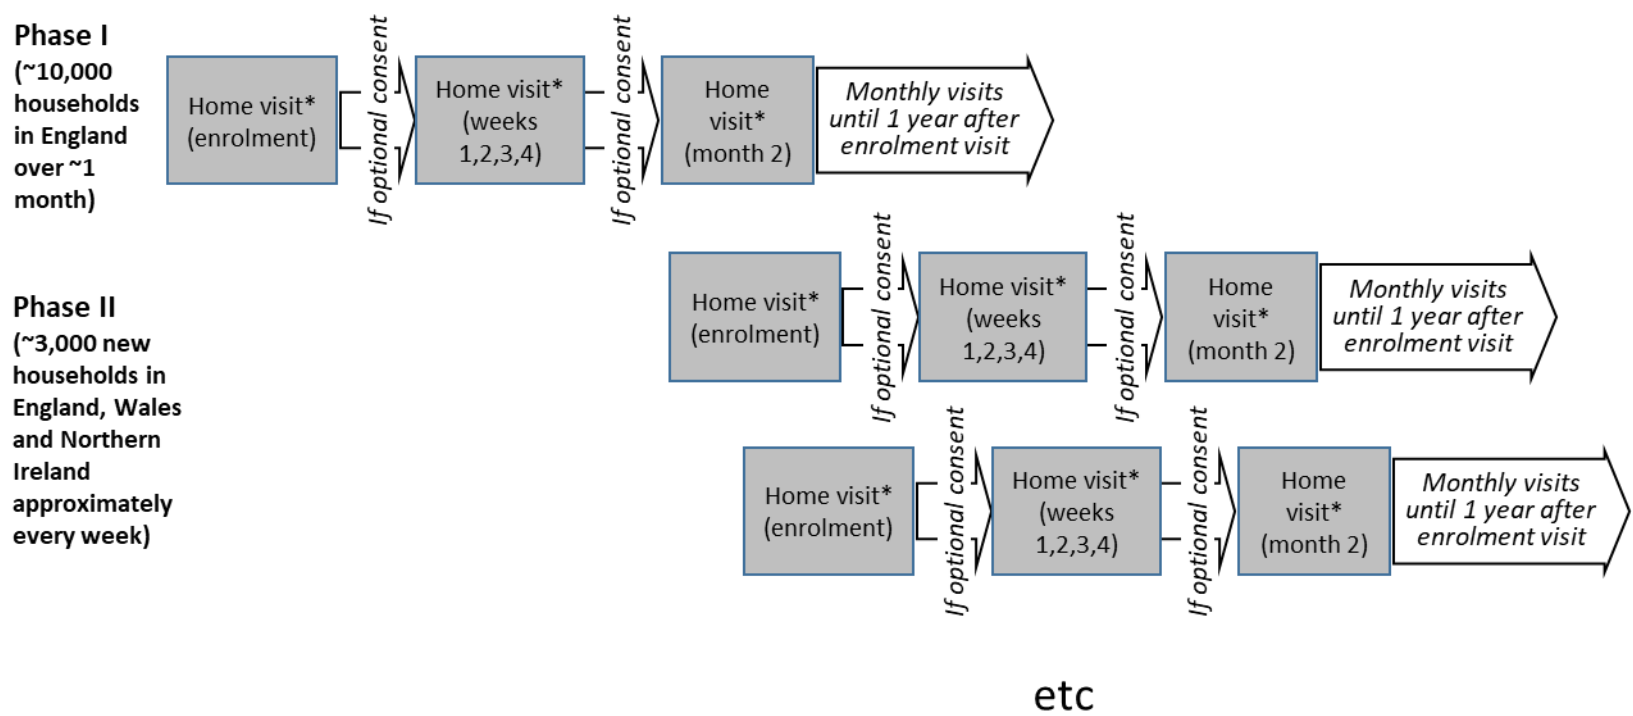 Phase I
(~10,000
households
in England
over ~1
month)
Home visit*
(enrolment)
If optional consent
Home visit*
(weeks
1,2,3,4)
If optional consent
Home
visit*
(month 2)
Monthly visits
until 1 year after
enrolment visit
Phase II
(~3,000 new
households in
England, Wales
and Northern
Ireland
approximately
every week)
Home visit*
(enrolment)
If optional consent
Home visit*
(weeks
1,2,3,4)
If optional consent
Home
visit*
(month 2)
Monthly visits
until 1 year after
enrolment visit
Home visit*
(enrolment)
If optional consent
Home visit*
(weeks
1,2,3,4)
If optional consent
Home
visit*
(month 2)
Monthly visits
until 1 year after
enrolment visit
etc